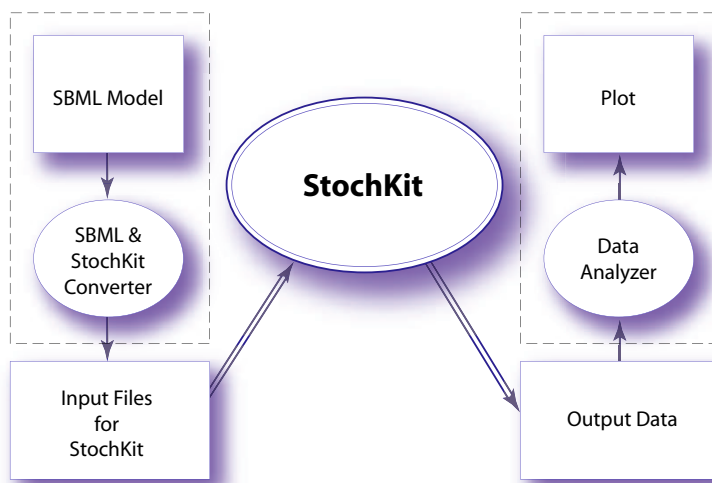 SBML Model
SBML &
StochKit
Converter
Input Files
for
StochKit
StochKit
Plot
Data
Analyzer
Output Data